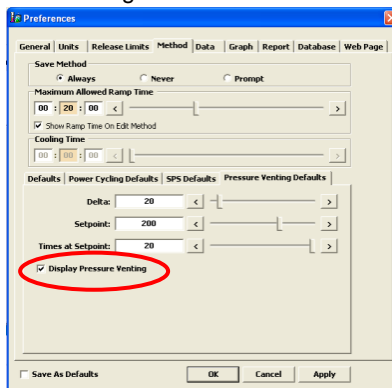 Preferences
General Units Release Limits Method Data Graph Report Database Web Page
Save Method
Always Never Prompt
Maximum Allowed Ramp Time
00 : 20 : 00 < >
Show Ramp Time On Edit Method
Cooling Time
00 : 00 : 00 < >
Defaults Power Cycling Defaults SPS Defaults Pressure Venting Defaults
Delta: 20 < >
Setpoint: 200 < >
Times at Setpoint: 20 < >
Display Pressure Venting
Save As Defaults OK Cancel Apply